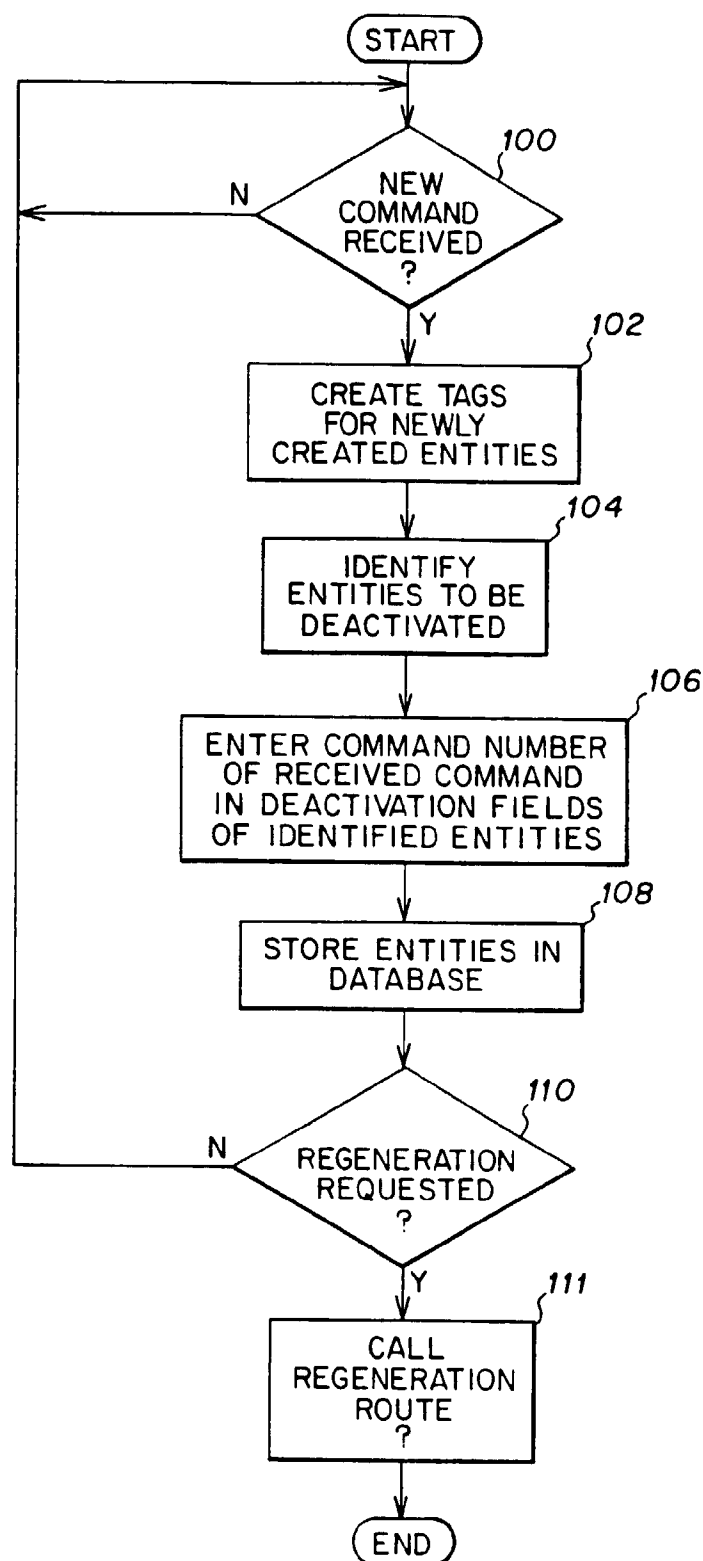 START
100
N
NEW
COMMAND
RECEIVED
?
Y
102
CREATE TAGS
FOR NEWLY
CREATED ENTITIES
104
IDENTIFY
ENTITIES TO BE
DEACTIVATED
106
ENTER COMMAND NUMBER
OF RECEIVED COMMAND
IN DEACTIVATION FIELDS
OF IDENTIFIED ENTITIES
108
STORE ENTITIES IN
DATABASE
110
N
REGENERATION
REQUESTED
?
Y
111
CALL
REGENERATION
ROUTE
?
END